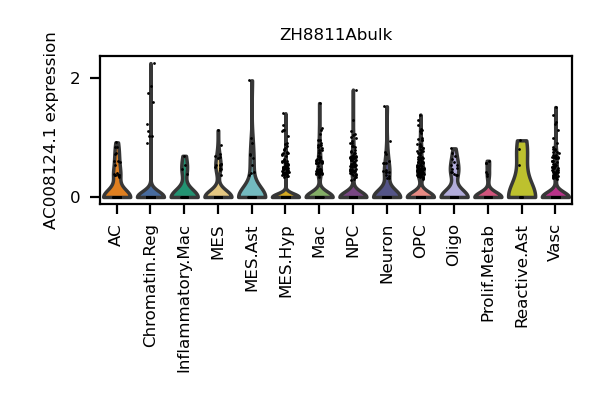 ZH8811Abulk
AC008124.1 expression
2
0
AC
Chromatin.Reg
Inflammatory.Mac
MES
MES.Ast
MES.Hyp
Mac
NPC
Neuron
OPC
Oligo
Prolif.Metab
Reactive.Ast
Vasc